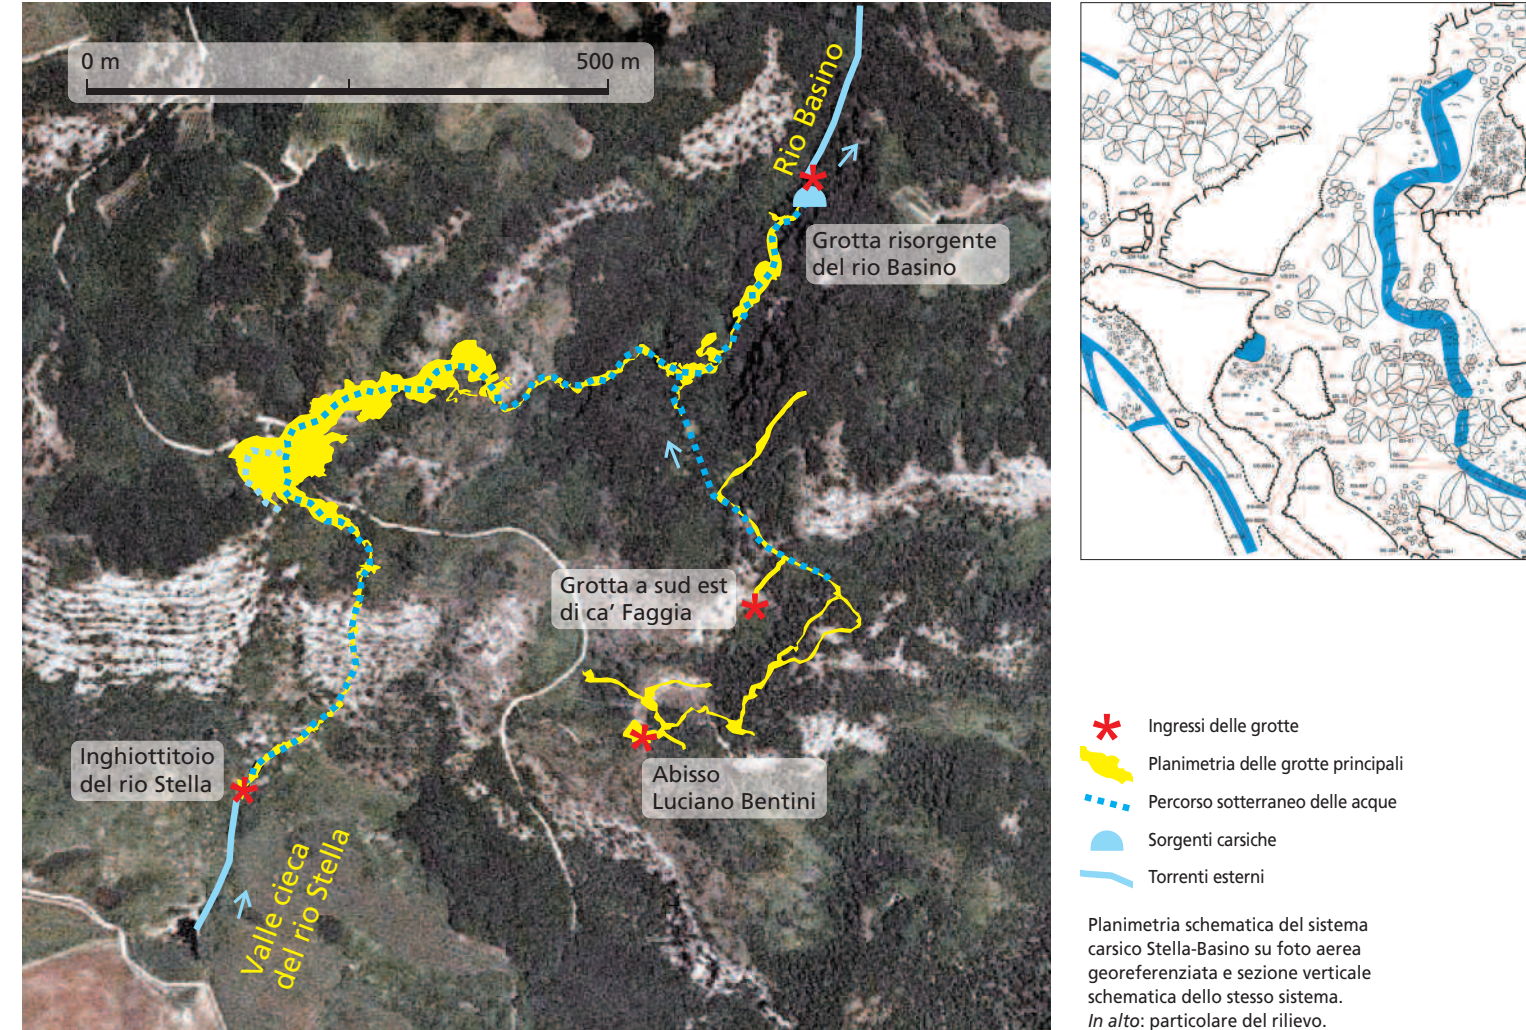 0 m
500 m
Rio Basino
Grotta risorgente
del rio Basino
Grotta a sud est
di ca’ Faggia
Inghiottitoio
del rio Stella
Abisso
Luciano Bentini
Valle cieca
del rio Stella
Ingressi delle grotte
Planimetria delle grotte principali
Percorso sotterraneo delle acque
Sorgenti carsiche
Torrenti esterni
Planimetria schematica del sistema
carsico Stella-Basino su foto aerea
georeferenziata e sezione verticale
schematica dello stesso sistema.
In alto: particolare del rilievo.